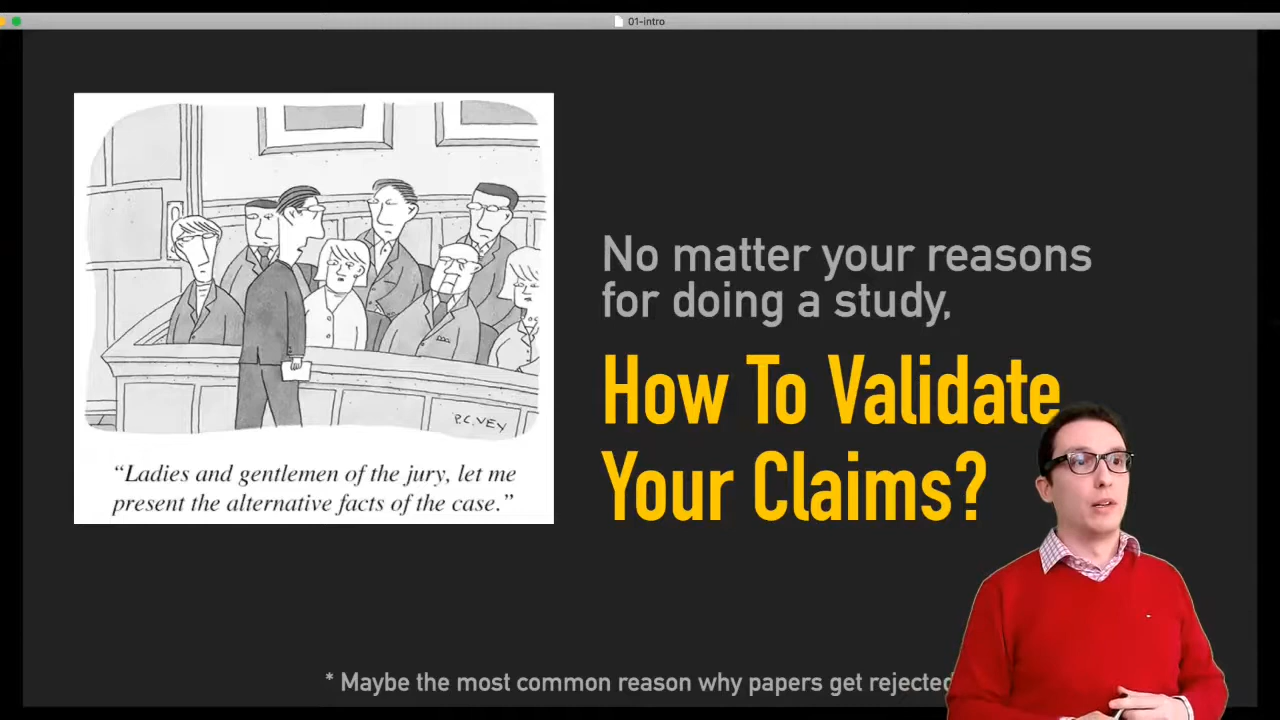 01-intro
P.C. VEY
“Ladies and gentlemen of the jury, let me
present the alternative facts of the case.”
No matter your reasons
for doing a study,
How To Validate
Your Claims?
* Maybe the most common reason why papers get rejected